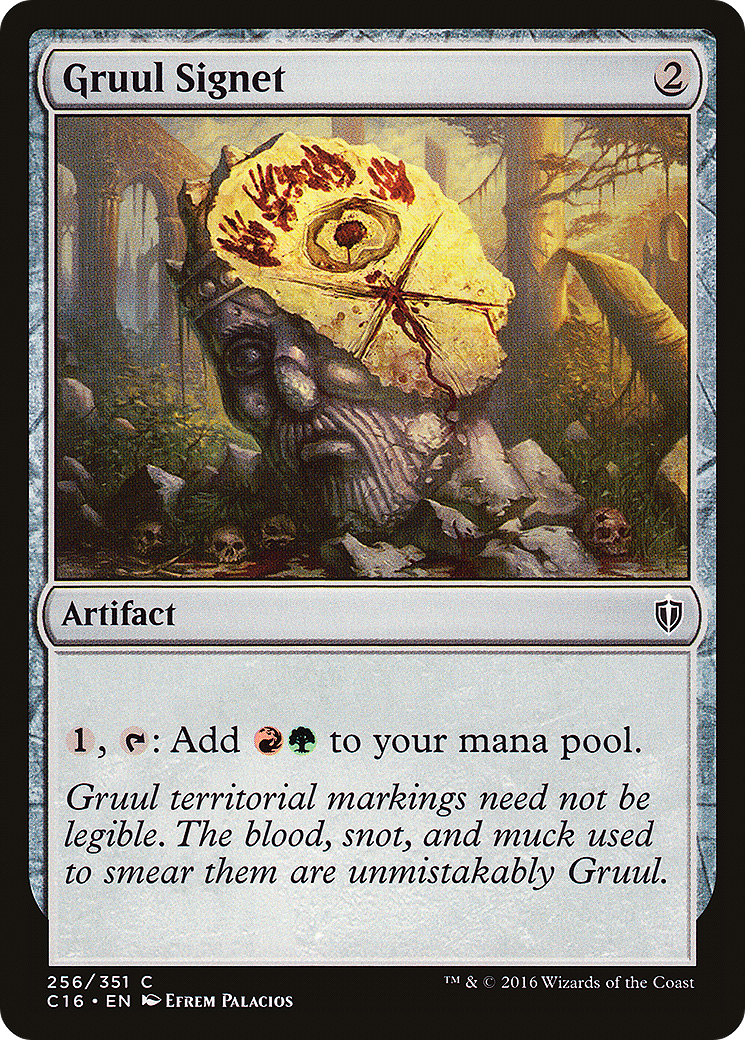 Gruul Signet 2
Artifact
1, : Add to your mana pool.
Gruul territorial markings need not be
legible. The blood, snot, and muck used
to smear them are unmistakably Gruul.
256/351 C
C16 • EN Efrem Palacios
™ & © 2016 Wizards of the Coast